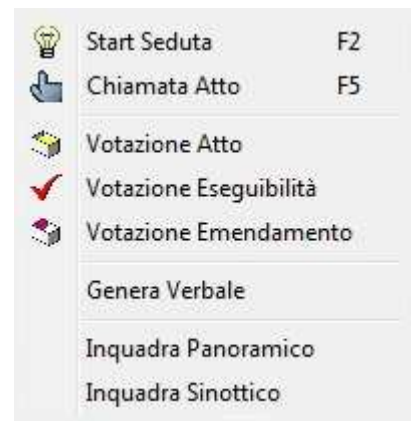 Start Seduta F2
Chiamata Atto F5
Votazione Atto
Votazione Eseguibilità
Votazione Emendamento
Genera Verbale
Inquadra Panoramico
Inquadra Sinottico